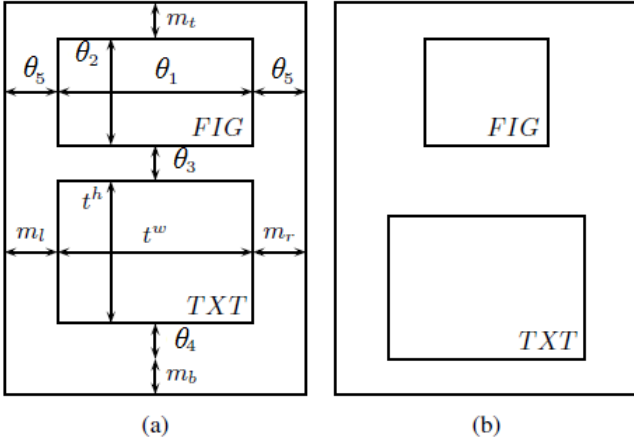 m_t
θ_2
θ_5 θ_1 θ_5
FIG FIG
θ_3
t^h
m_l t^w m_r
TXT
θ_4 TXT
m_b
(a) (b)